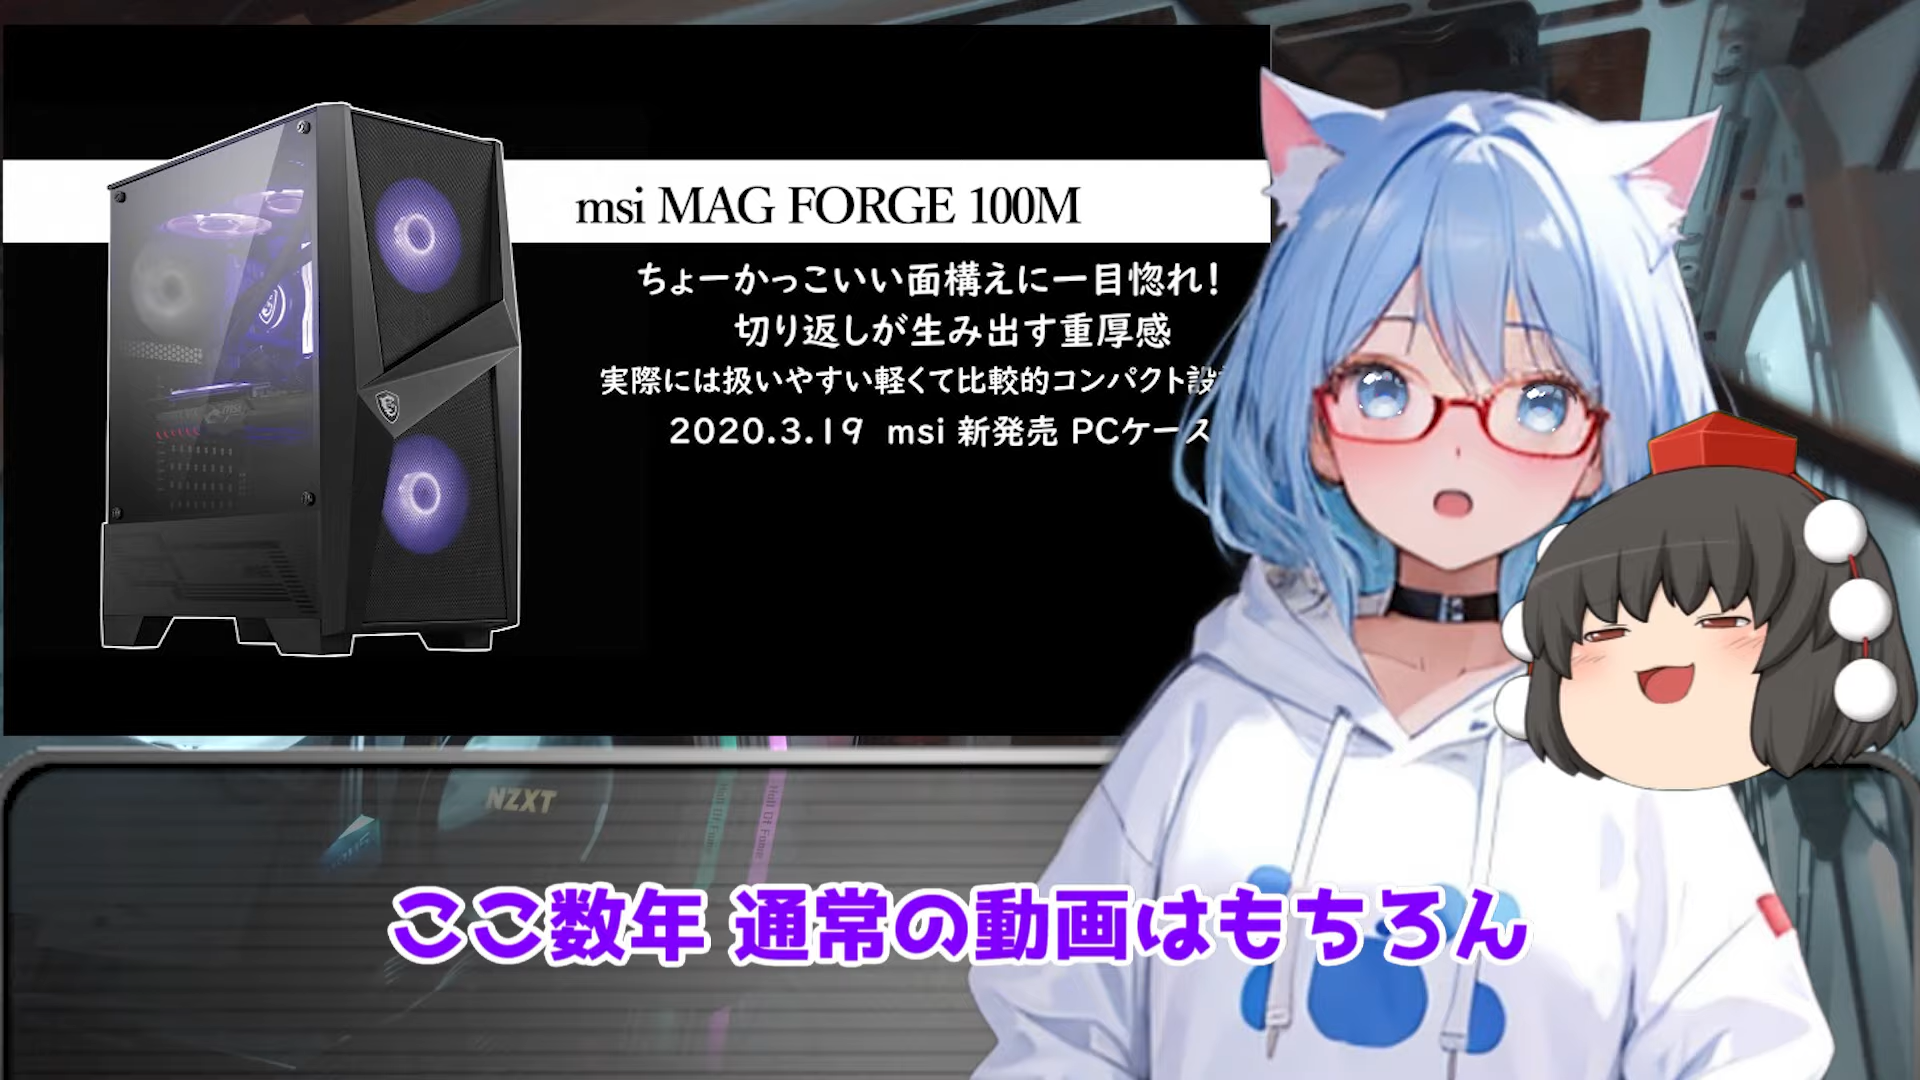 msi MAG FORGE 100M
ちょーかっこいい面構えに一目惚れ!
切り返しが生み出す重厚感
実際には扱いやすい軽くて比較的コンパクト設
2020.3.19 msi 新発売 PCケース
msi
NZXT
ここ数年 通常の動画はもちろん